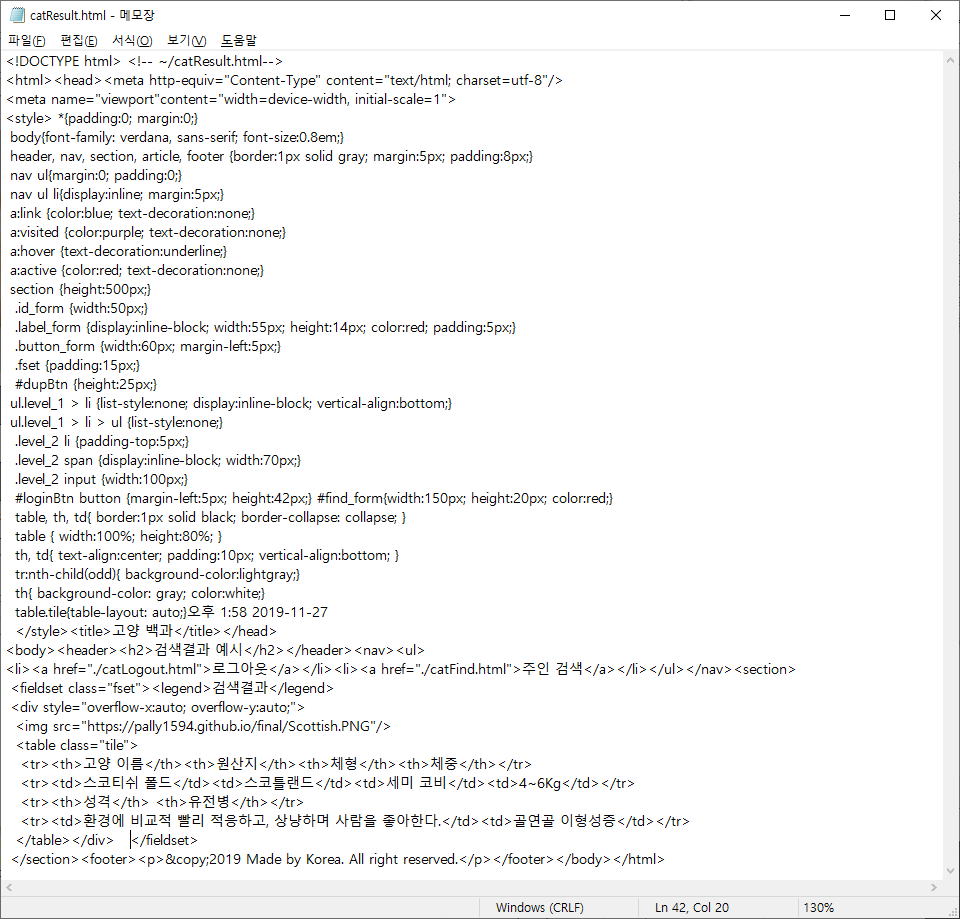 catResult.html - 메모장
파일(F) 편집(E) 서식(O) 보기(V) 도움말
<!DOCTYPE html> <!-- ~/catResult.html-->
<html><head><meta http-equiv="Content-Type" content="text/html; charset=utf-8"/>
<meta name="viewport"content="width=device-width, initial-scale=1">
<style> *{padding:0; margin:0;}
body{font-family: verdana, sans-serif; font-size:0.8em;}
header, nav, section, article, footer {border:1px solid gray; margin:5px; padding:8px;}
nav ul{margin:0; padding:0;}
nav ul li{display:inline; margin:5px;}
a:link {color:blue; text-decoration:none;}
a:visited {color:purple; text-decoration:none;}
a:hover {text-decoration:underline;}
a:active {color:red; text-decoration:none;}
section {height:500px;}
.id_form {width:50px;}
.label_form {display:inline-block; width:55px; height:14px; color:red; padding:5px;}
.button_form {width:60px; margin-left:5px;}
.fset {padding:15px;}
#dupBtn {height:25px;}
ul.level_1 > li {list-style:none; display:inline-block; vertical-align:bottom;}
ul.level_1 > li > ul {list-style:none;}
.level_2 li {padding-top:5px;}
.level_2 span {display:inline-block; width:70px;}
.level_2 input {width:100px;}
#loginBtn button {margin-left:5px; height:42px;} #find_form{width:150px; height:20px; color:red;}
table, th, td{ border:1px solid black; border-collapse: collapse; }
table { width:100%; height:80%; }
th, td{ text-align:center; padding:10px; vertical-align:bottom; }
tr:nth-child(odd){ background-color:lightgray;}
th{ background-color: gray; color:white;}
table.tile{table-layout: auto;}오후 1:58 2019-11-27
</style><title>고양 백과</title></head>
<body><header><h2>검색결과 예시</h2></header><nav><ul>
<li><a href="./catLogout.html">로그아웃</a></li><li><a href="./catFind.html">주인 검색</a></li></ul></nav><section>
<fieldset class="fset"><legend>검색결과</legend>
<div style="overflow-x:auto; overflow-y:auto;">
<img src="https://pally1594.github.io/final/Scottish.PNG"/>
<table class="tile">
<tr><th>고양 이름</th><th>원산지</th><th>체형</th><th>체중</th></tr>
<tr><td>스코티쉬 폴드</td><td>스코틀랜드</td><td>세미 코비</td><td>4~6Kg</td></tr>
<tr><th>성격</th> <th>유전병</th></tr>
<tr><td>환경에 비교적 빨리 적응하고, 상냥하며 사람을 좋아한다.</td><td>골연골 이형성증</td></tr>
</table></div> </fieldset>
</section><footer><p>&copy;2019 Made by Korea. All right reserved.</p></footer></body></html>
Windows (CRLF) Ln 42, Col 20 130%